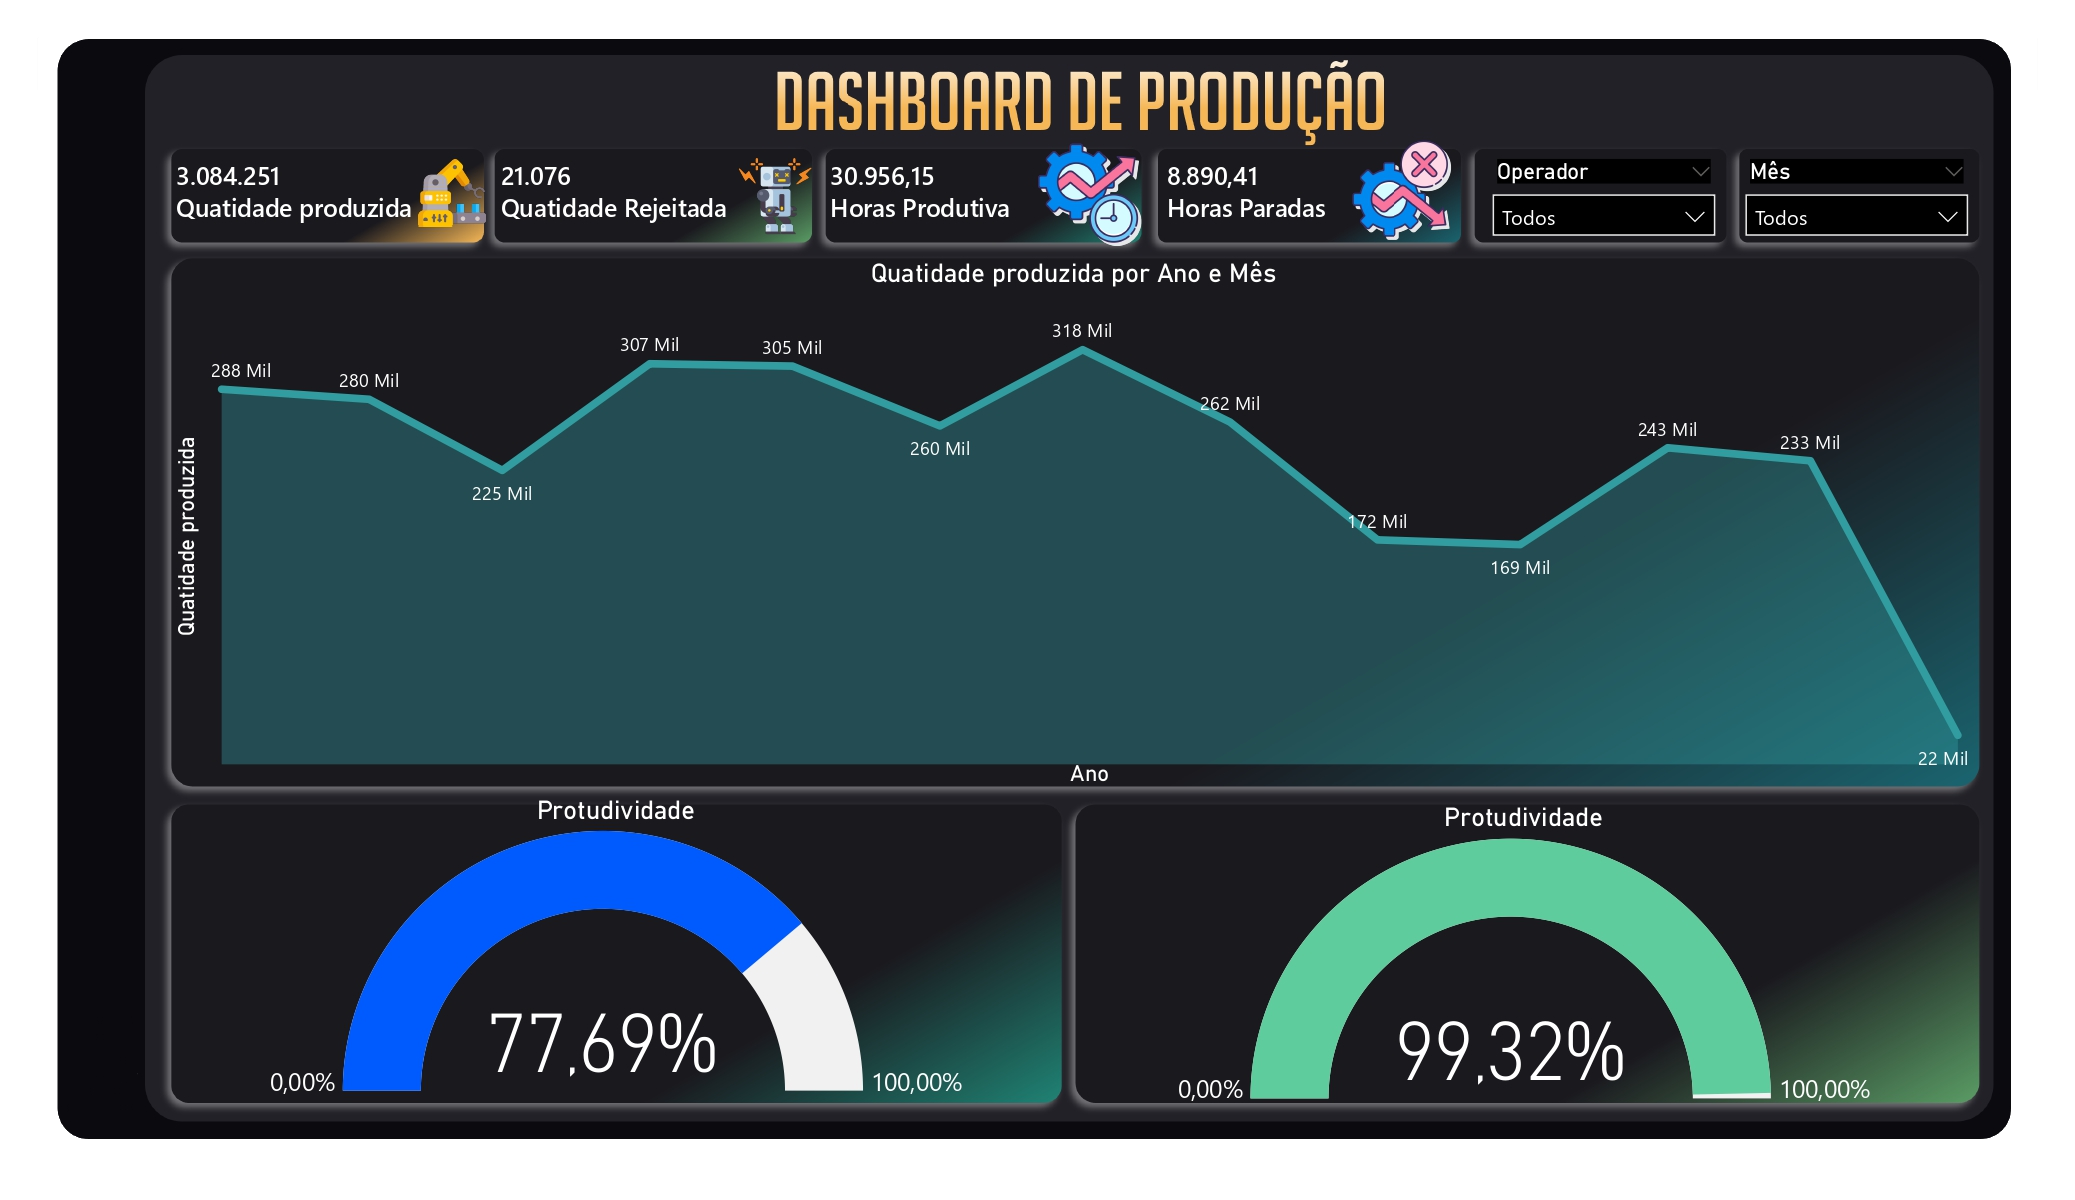 DASHBOARD DE PRODUÇÃO
3.084.251
Quatidade produzida
21.076
Quatidade Rejeitada
30.956,15
Horas Produtiva
8.890,41
Horas Paradas
Operador
Todos
Mês
Todos
Quatidade produzida por Ano e Mês
Quatidade produzida
288 Mil
280 Mil
225 Mil
307 Mil
305 Mil
260 Mil
318 Mil
262 Mil
172 Mil
169 Mil
243 Mil
233 Mil
22 Mil
Ano
Protudividade
77,69%
0,00%
100,00%
Protudividade
99,32%
0,00%
100,00%